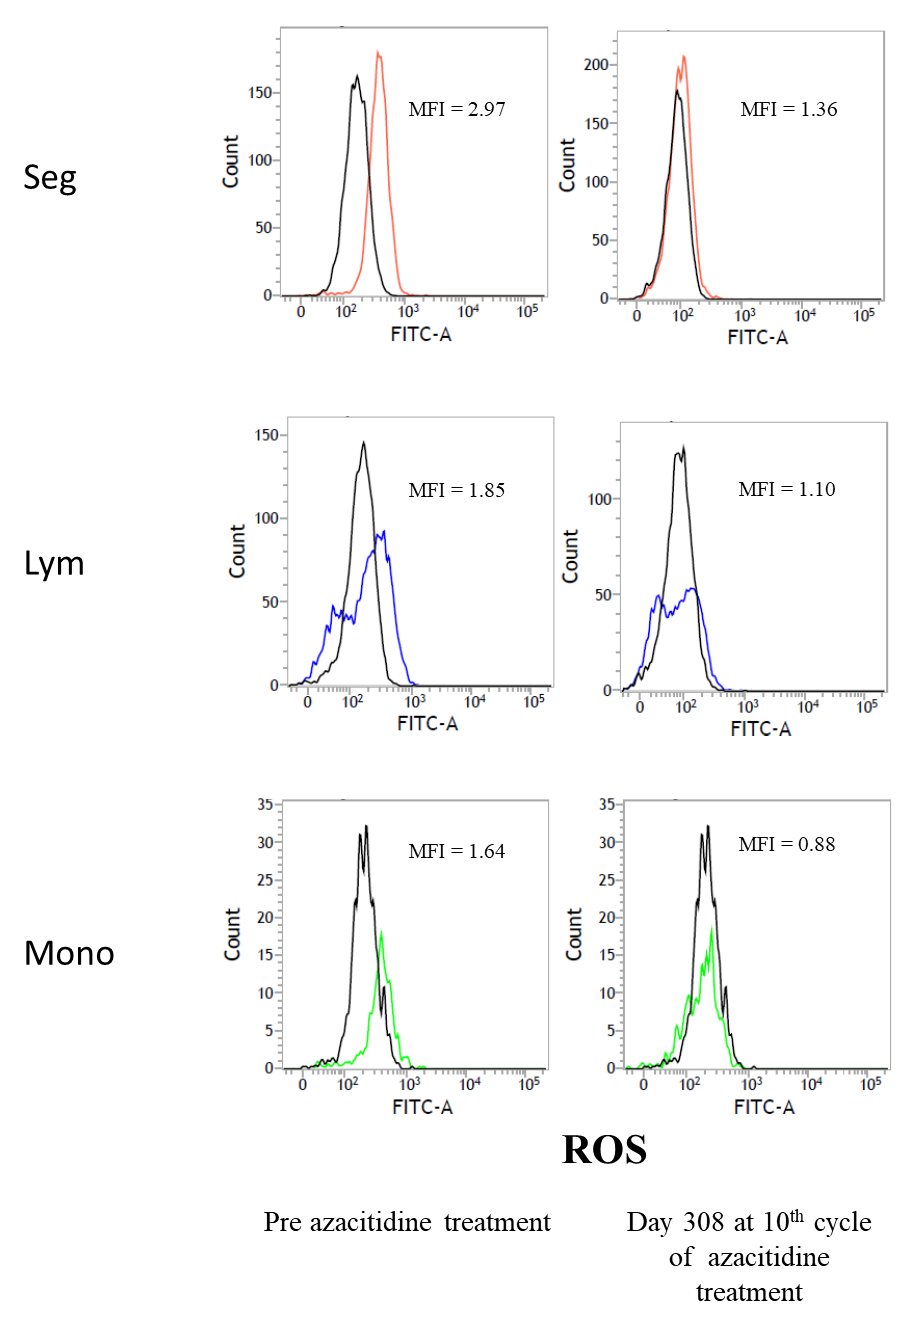 Seg
MFI = 2.97
Count
150
100
50
0
0 10² 10³ 10⁴ 10⁵
FITC-A
MFI = 1.36
Count
200
150
100
50
0
0 10² 10³ 10⁴ 10⁵
FITC-A
Lym
MFI = 1.85
Count
150
100
50
0
0 10² 10³ 10⁴ 10⁵
FITC-A
MFI = 1.10
Count
100
50
0
0 10² 10³ 10⁴ 10⁵
FITC-A
Mono
MFI = 1.64
Count
35
30
25
20
15
10
5
0
0 10² 10³ 10⁴ 10⁵
FITC-A
MFI = 0.88
Count
35
30
25
20
15
10
5
0
0 10² 10³ 10⁴ 10⁵
FITC-A
ROS
Pre azacitidine treatment
Day 308 at 10th cycle
of azacitidine
treatment